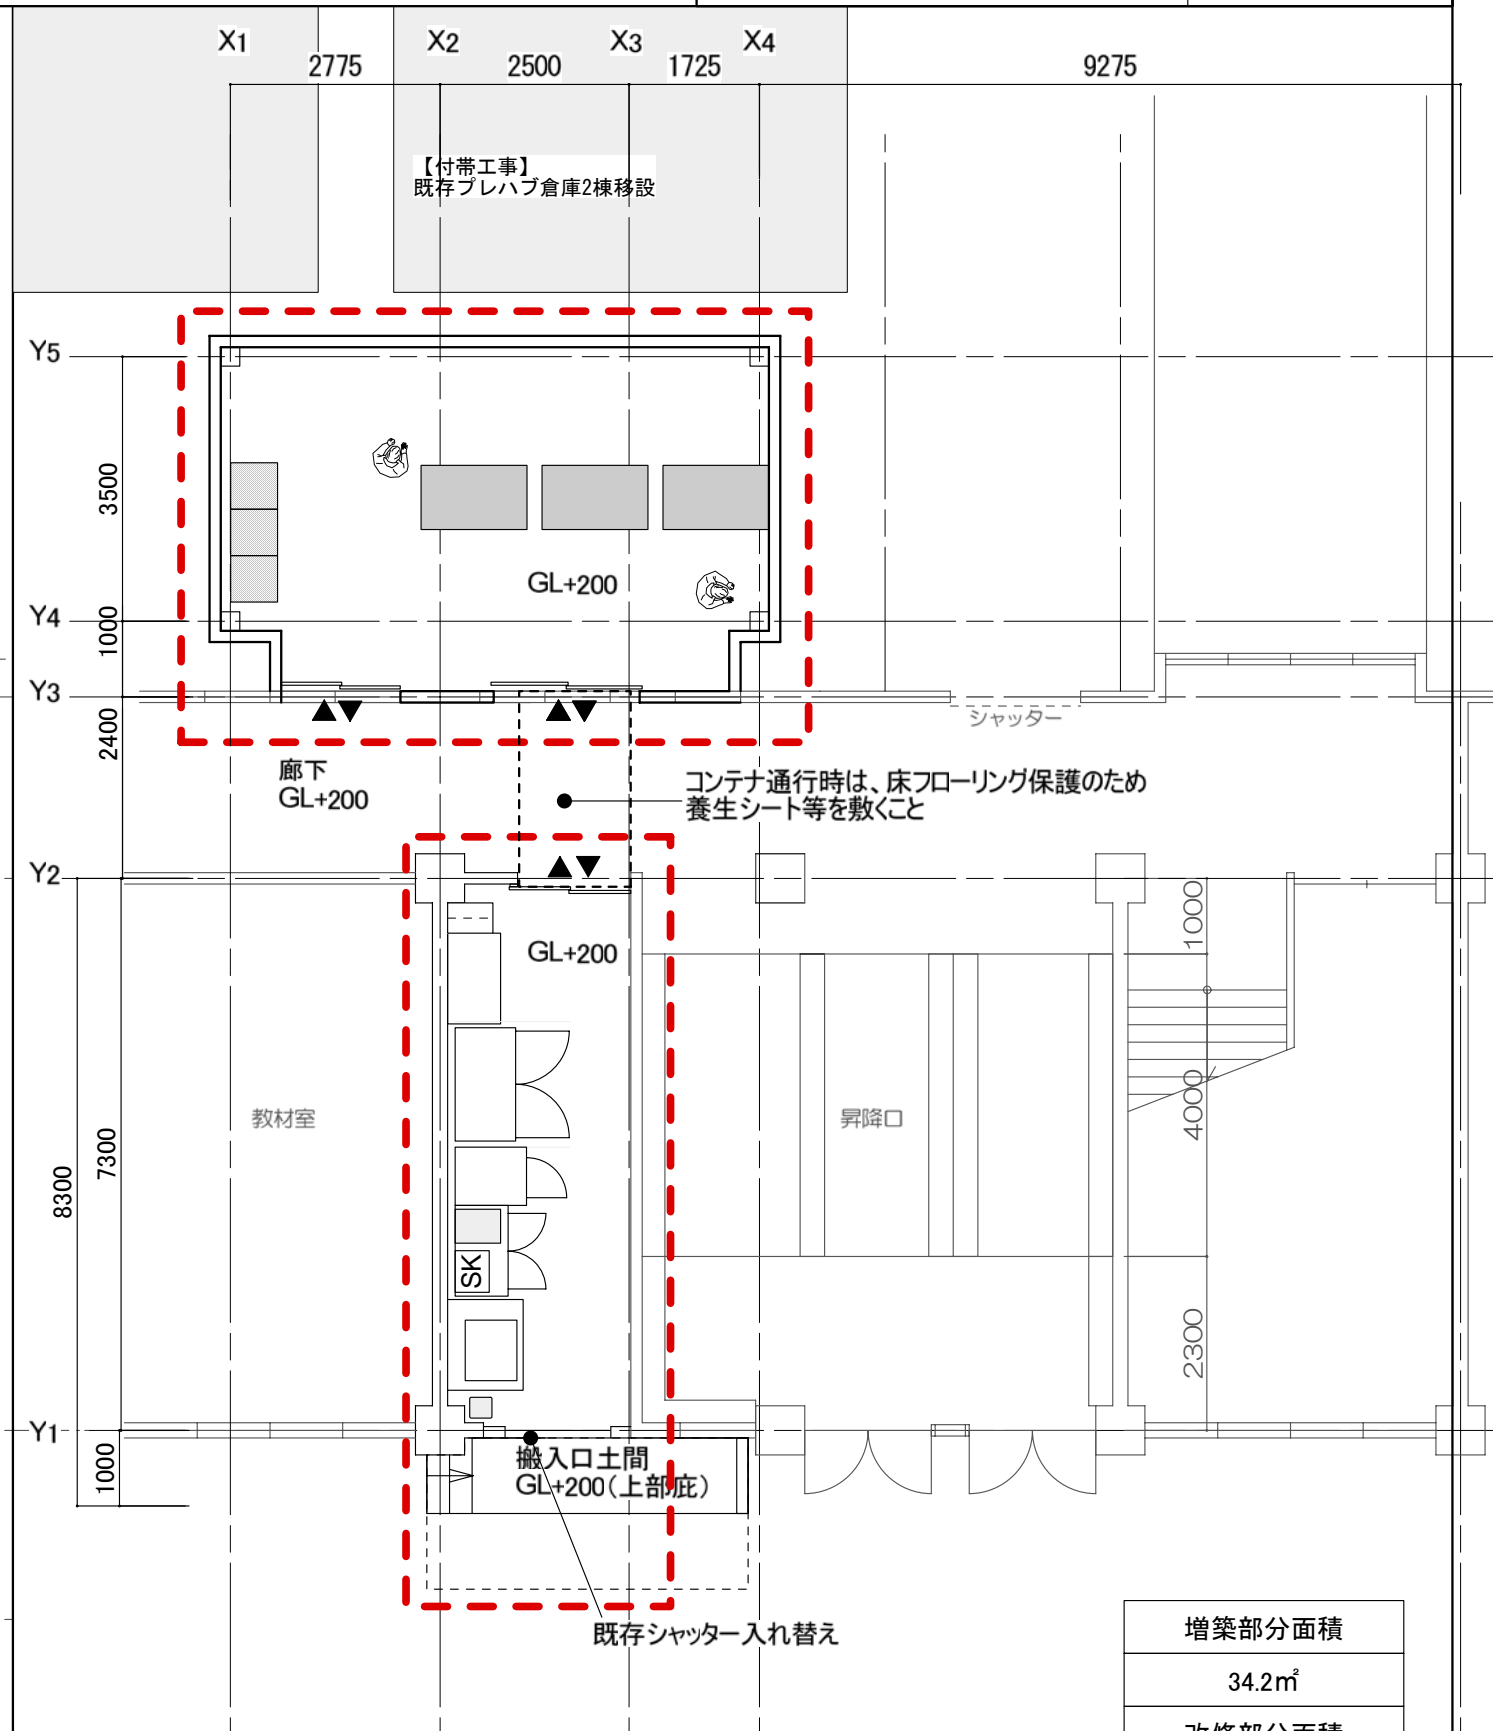 X1
X2
X3
X4
2775
2500
1725
9275
【付帯工事】
既存プレハブ倉庫2棟移設
Y5
3500
GL+200
Y4
1000
Y3
2400
シャッター
廊下
GL+200
コンテナ通行時は、床フローリング保護のため
養生シート等を敷くこと
Y2
GL+200
1000
教材室
昇降口
4000
7300
8300
SK
2300
Y1
1000
搬入口土間
GL+200(上部庇)
既存シャッター入れ替え
増築部分面積
34.2㎡
改修部分面積